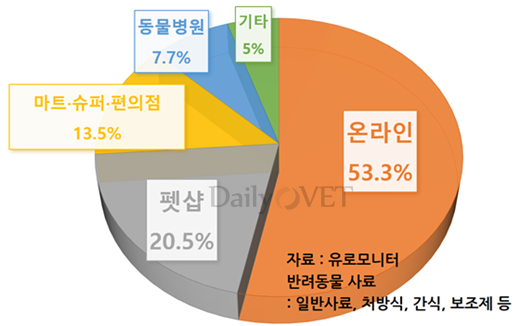 동물병원
7.7%
기타
5%
마트·슈퍼·편의점
13.5%
온라인
53.3%
펫샵
20.5%
Daily VET
자료 : 유로모니터
반려동물 사료
: 일반사료, 처방식, 간식, 보조제 등